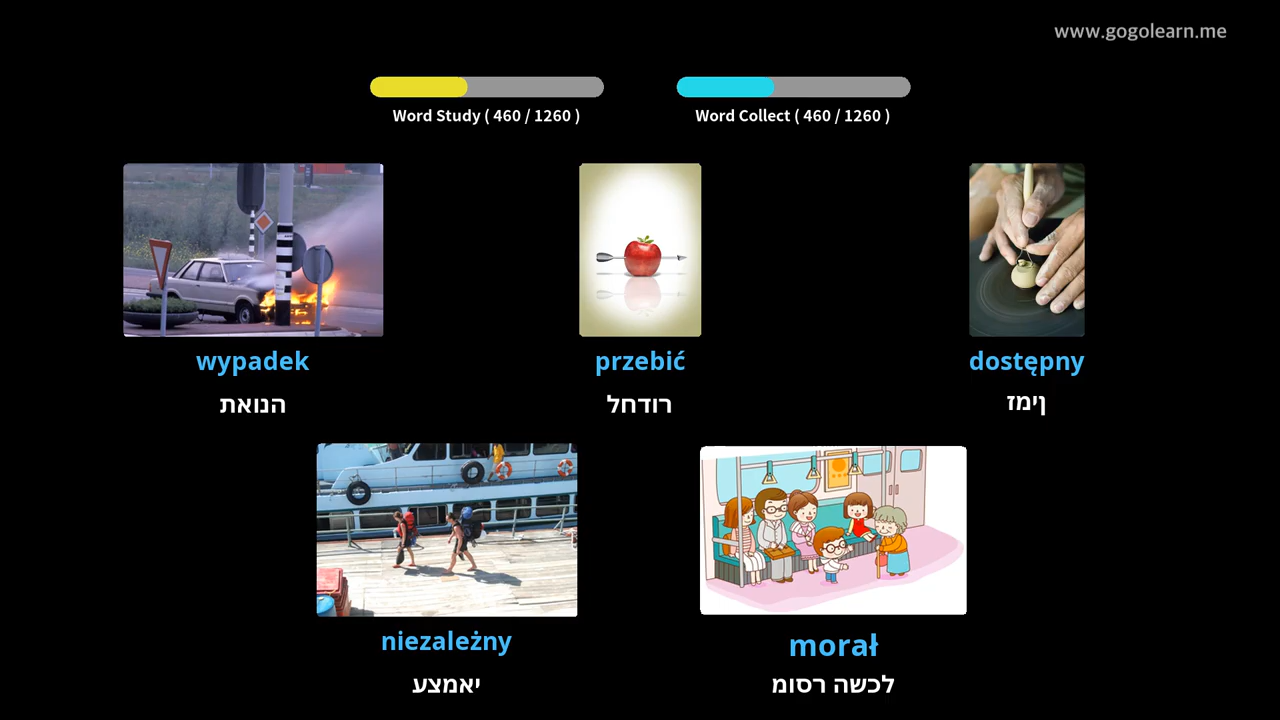 www.gogolearn.me
Word Study ( 460 / 1260 )
Word Collect ( 460 / 1260 )
wypadek
הנואת
przebić
רודחל
dostępny
ןימז
niezależny
יאמצע
morał
לכשה רסומ